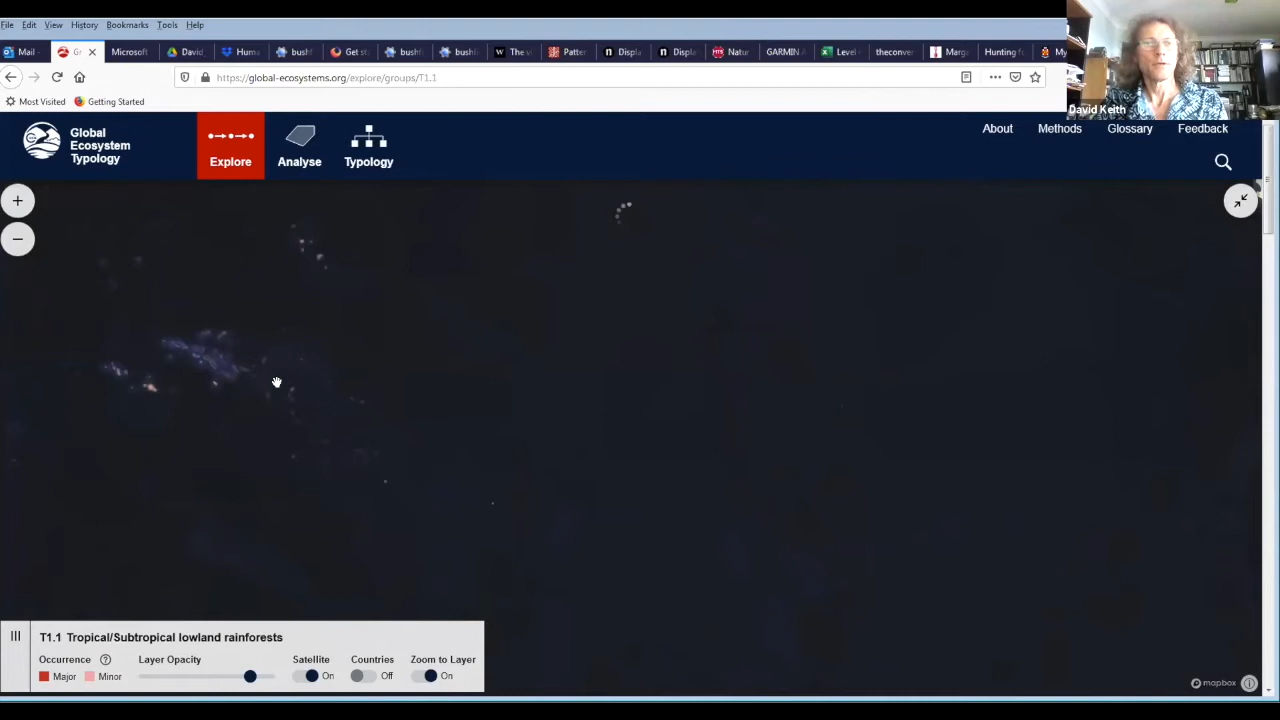 File Edit View History Bookmarks Tools Help
Mail Microsoft David Get st bushf bushf The v Patter Displa Displa Natur GARMIN A Level theconver Marga Hunting fo My
https://global-ecosystems.org/explore/groups/T1.1
Most Visited Getting Started
David Keith
Global
Ecosystem
Typology
Explore Analyse Typology
About Methods Glossary Feedback
T1.1 Tropical/Subtropical lowland rainforests
Occurrence ? Layer Opacity Satellite Countries Zoom to Layer
Major Minor On Off On
mapbox